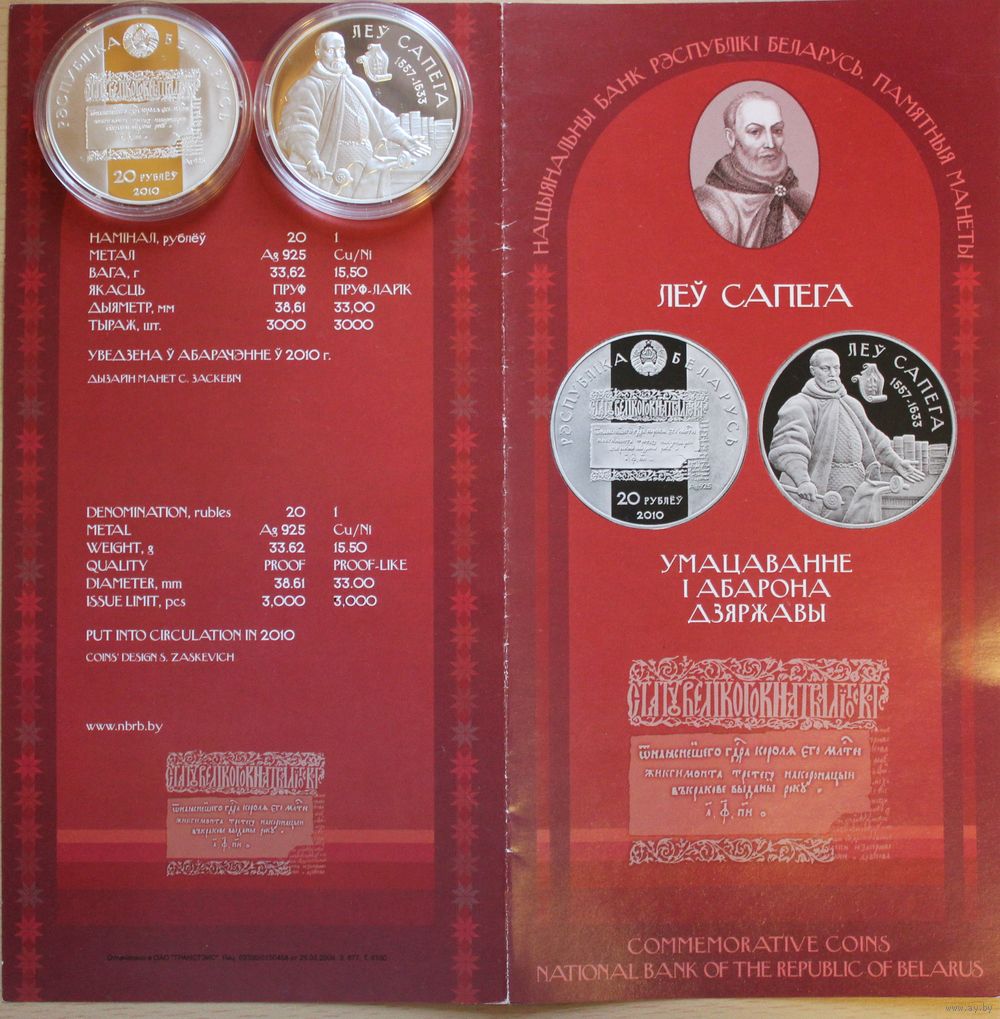 РЭСПУБЛІКА БЕЛАРУСЬ
20 РУБЛЁЎ
2010
ЛЕЎ САПЕГА
1557-1633
НАМІНАЛ, рублёў 20 1
МЕТАЛ Ag 925 Cu/Ni
ВАГА, г 33,62 15,50
ЯКАСЦЬ ПРУФ ПРУФ-ЛАЙК
ДЫЯМЕТР, мм 38,61 33,00
ТЫРАЖ, шт. 3000 3000
УВЕДЗЕНА Ў АБАРАЧЭННЕ Ў 2010 г.
ДЫЗАЙН МАНЕТ С. ЗАСКЕВІЧ
DENOMINATION, rubles 20 1
METAL Ag 925 Cu/Ni
WEIGHT, g 33.62 15.50
QUALITY PROOF PROOF-LIKE
DIAMETER, mm 38.61 33.00
ISSUE LIMIT, pcs 3,000 3,000
PUT INTO CIRCULATION IN 2010
COINS' DESIGN S. ZASKEVICH
www.nbrb.by
НАЦЫЯНАЛЬНЫ БАНК РЭСПУБЛІКІ БЕЛАРУСЬ. ПАМЯТНЫЯ МАНЕТЫ
ЛЕЎ САПЕГА
РЭСПУБЛІКА БЕЛАРУСЬ
Ag 925
20 РУБЛЁЎ
2010
ЛЕЎ САПЕГА
1557-1633
УМАЦАВАННЕ
І АБАРОНА
ДЗЯРЖАВЫ
COMMEMORATIVE COINS
NATIONAL BANK OF THE REPUBLIC OF BELARUS
www.ay.by